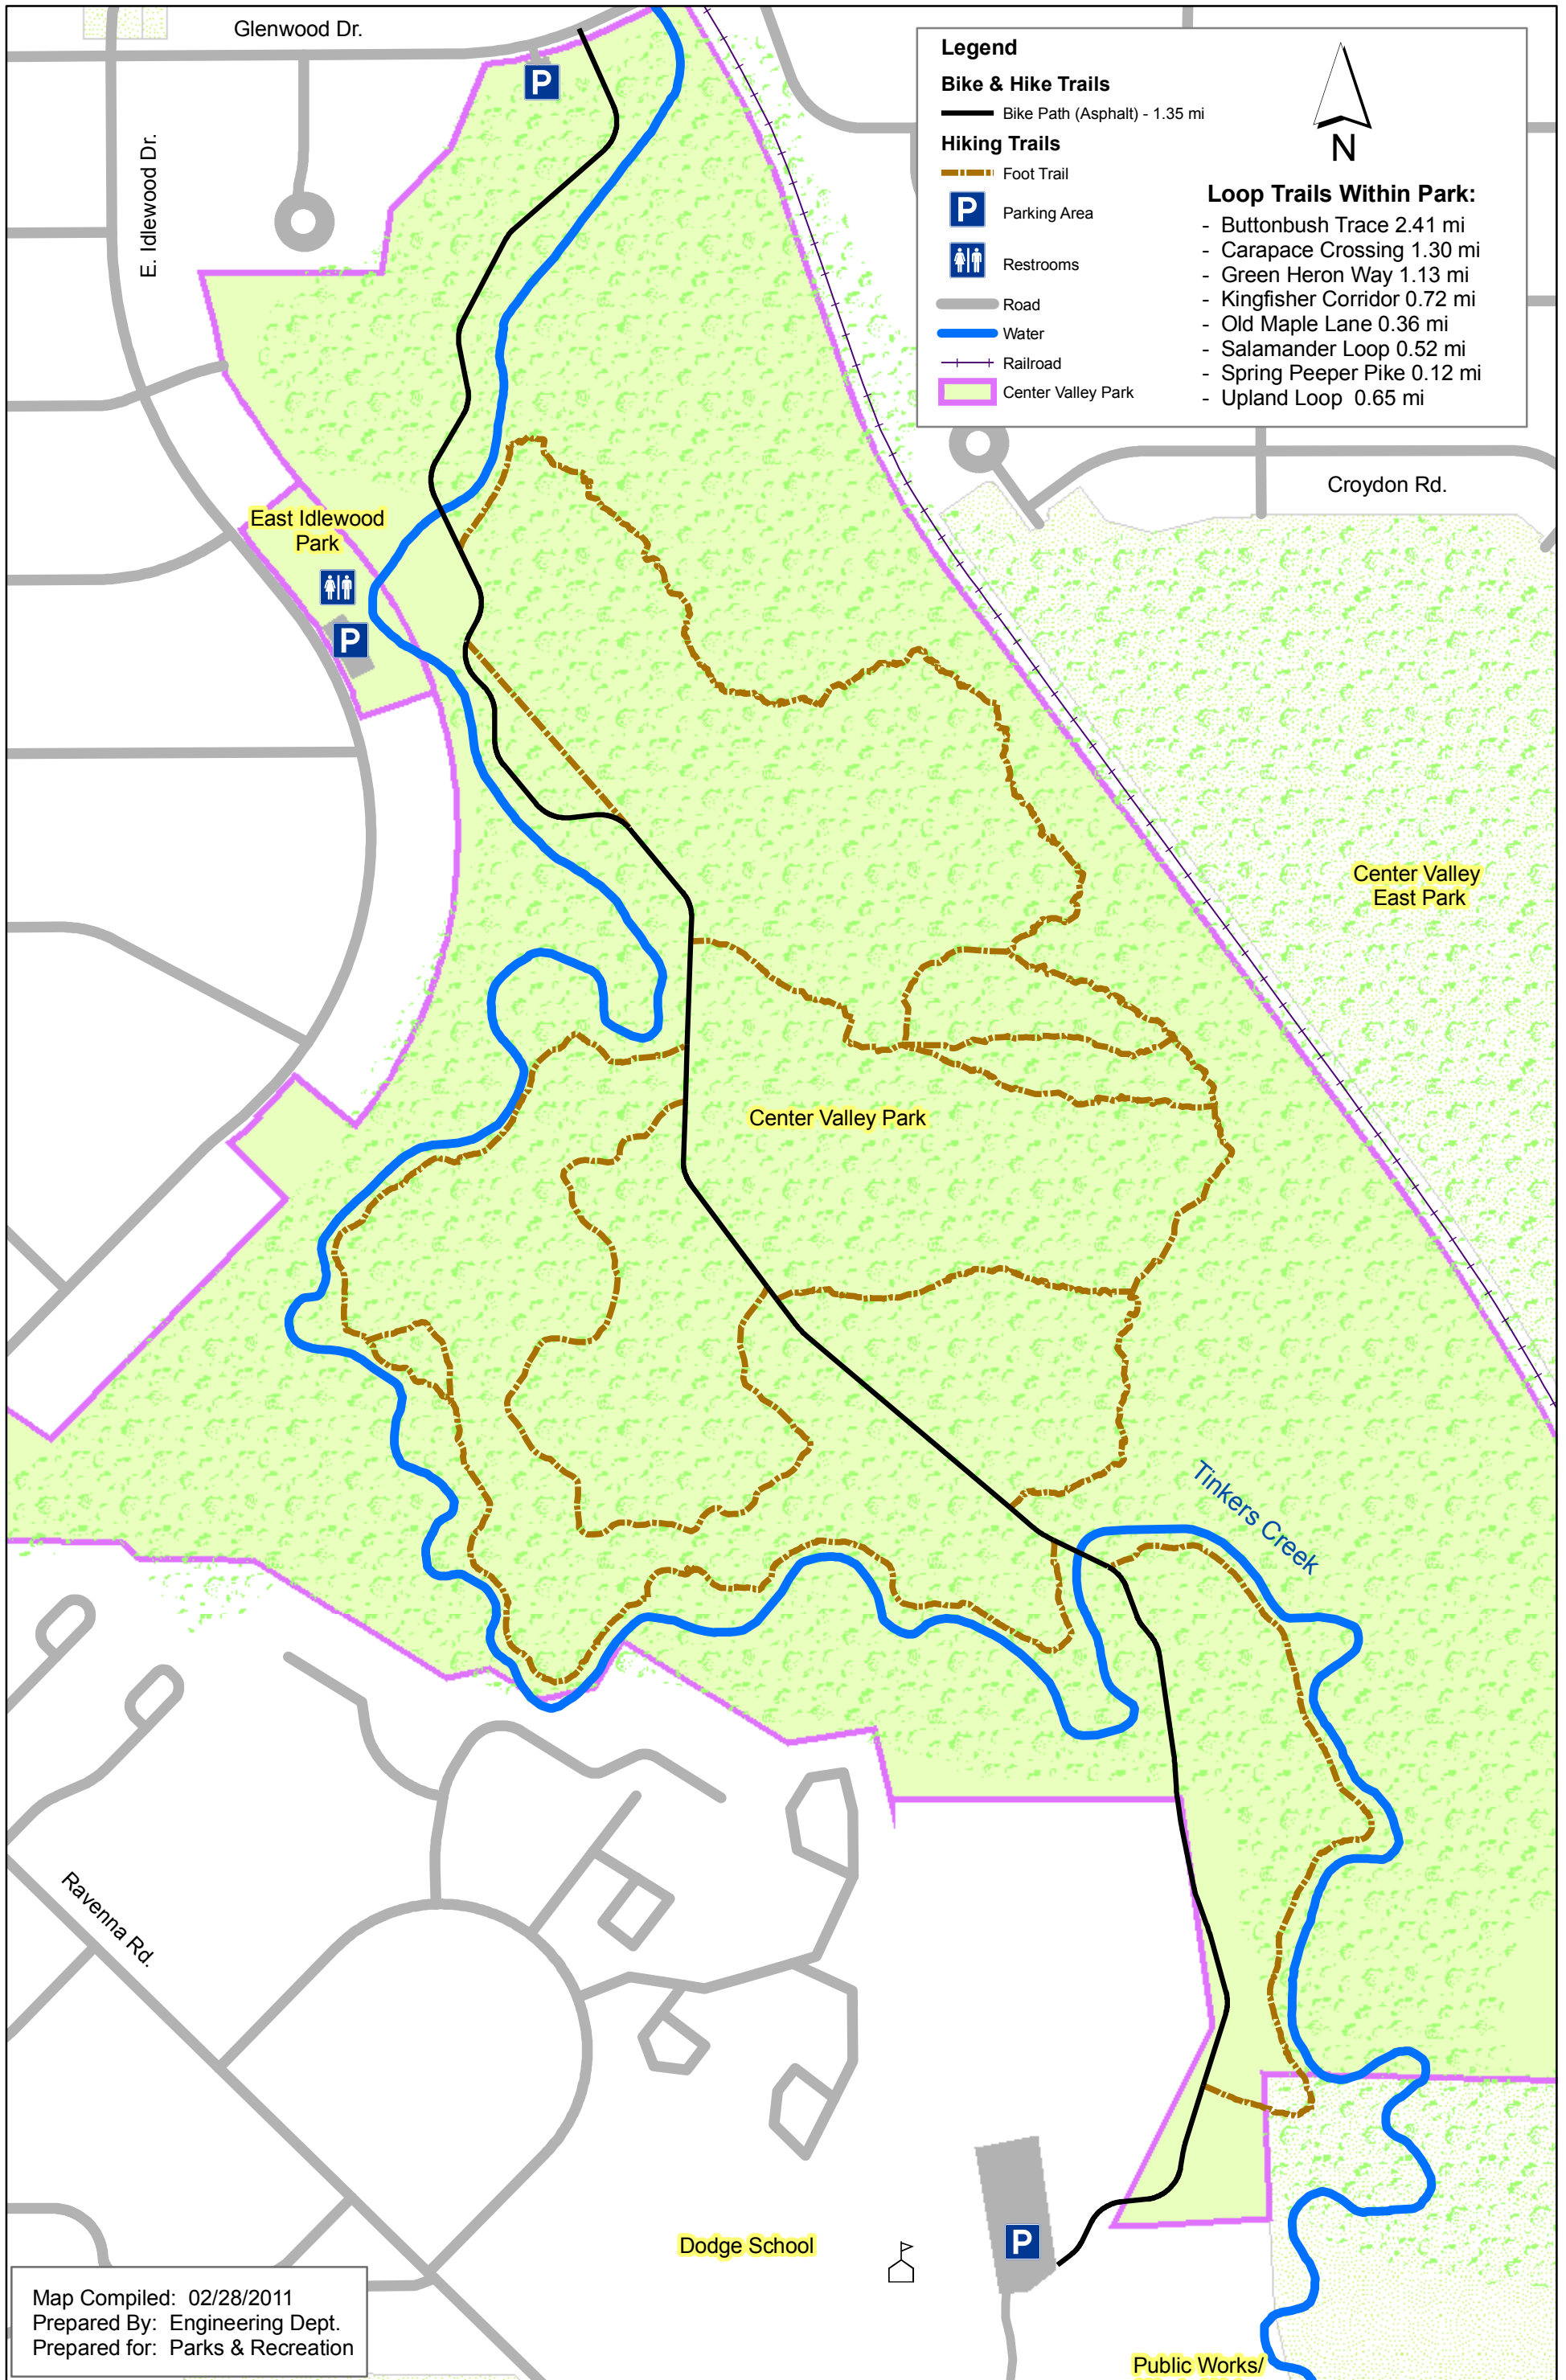 Glenwood Dr.
E. Idlewood Dr.
P
Legend
Bike & Hike Trails
Bike Path (Asphalt) - 1.35 mi
Hiking Trails
Foot Trail
P
Parking Area
Restrooms
Road
Water
Railroad
Center Valley Park
N
Loop Trails Within Park:
- Buttonbush Trace 2.41 mi
- Carapace Crossing 1.30 mi
- Green Heron Way 1.13 mi
- Kingfisher Corridor 0.72 mi
- Old Maple Lane 0.36 mi
- Salamander Loop 0.52 mi
- Spring Peeper Pike 0.12 mi
- Upland Loop 0.65 mi
Croydon Rd.
East Idlewood
Park
P
Center Valley
East Park
Center Valley Park
Tinkers Creek
Ravenna Rd.
Dodge School
P
Map Compiled: 02/28/2011
Prepared By: Engineering Dept.
Prepared for: Parks & Recreation
Public Works/